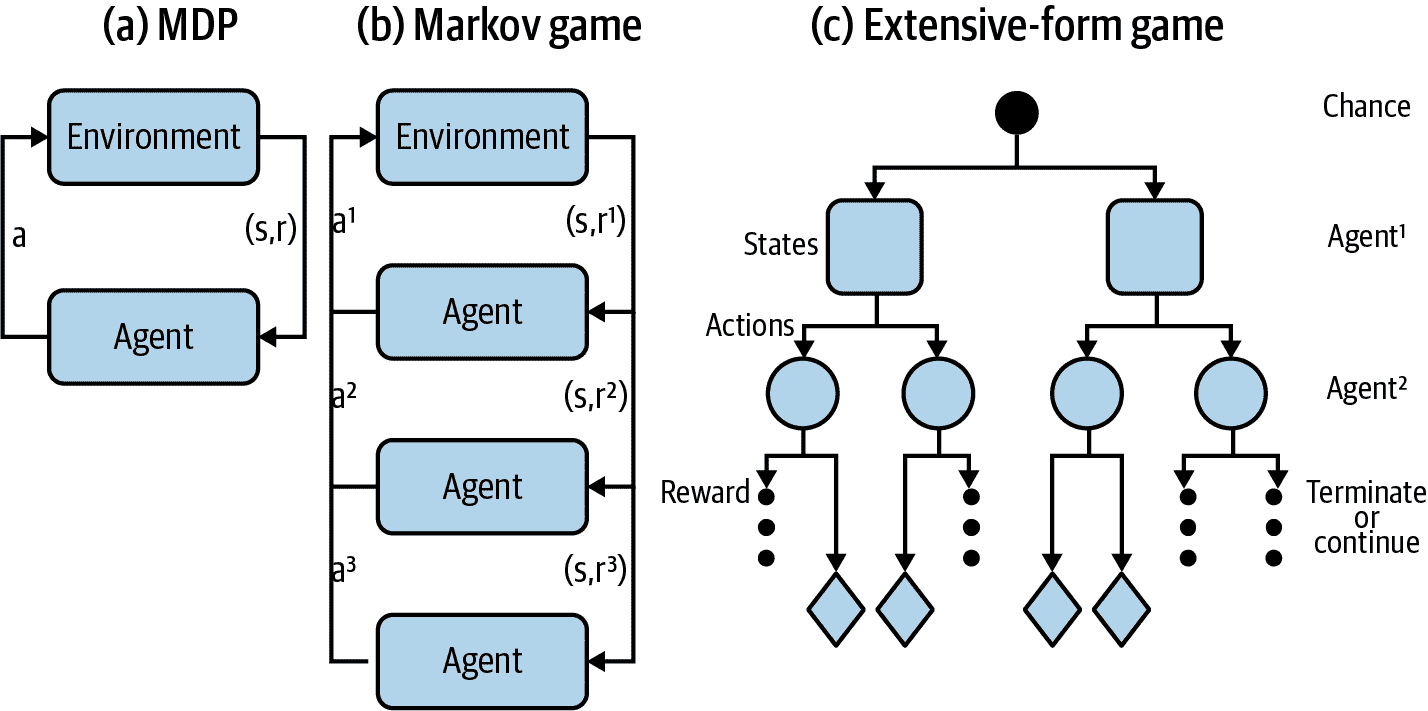 (a) MDP
Environment
a
(s,r)
Agent
(b) Markov game
Environment
a¹
(s,r¹)
Agent
a²
(s,r²)
Agent
a³
(s,r³)
Agent
(c) Extensive-form game
Chance
States
Agent¹
Actions
Agent²
Reward
Terminate
or
continue